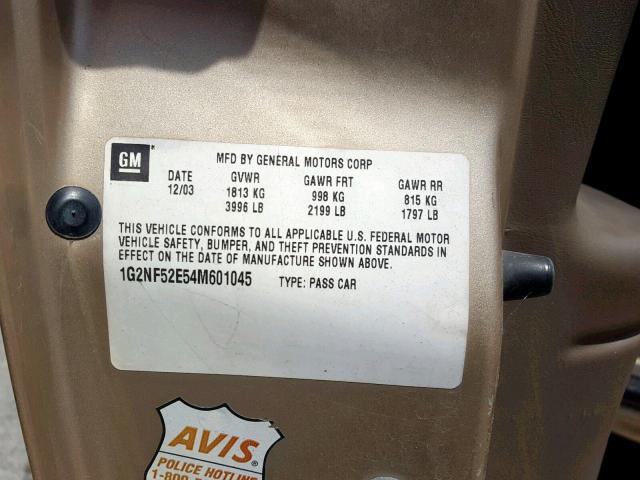 GM
MFD BY GENERAL MOTORS CORP
DATE GVWR GAWR FRT GAWR RR
12/03 1813 KG 998 KG 815 KG
3996 LB 2199 LB 1797 LB
THIS VEHICLE CONFORMS TO ALL APPLICABLE U.S. FEDERAL MOTOR
VEHICLE SAFETY, BUMPER, AND THEFT PREVENTION STANDARDS IN
EFFECT ON THE DATE OF MANUFACTURE SHOWN ABOVE.
1G2NF52E54M601045 TYPE: PASS CAR
AVIS
POLICE HOTLINE